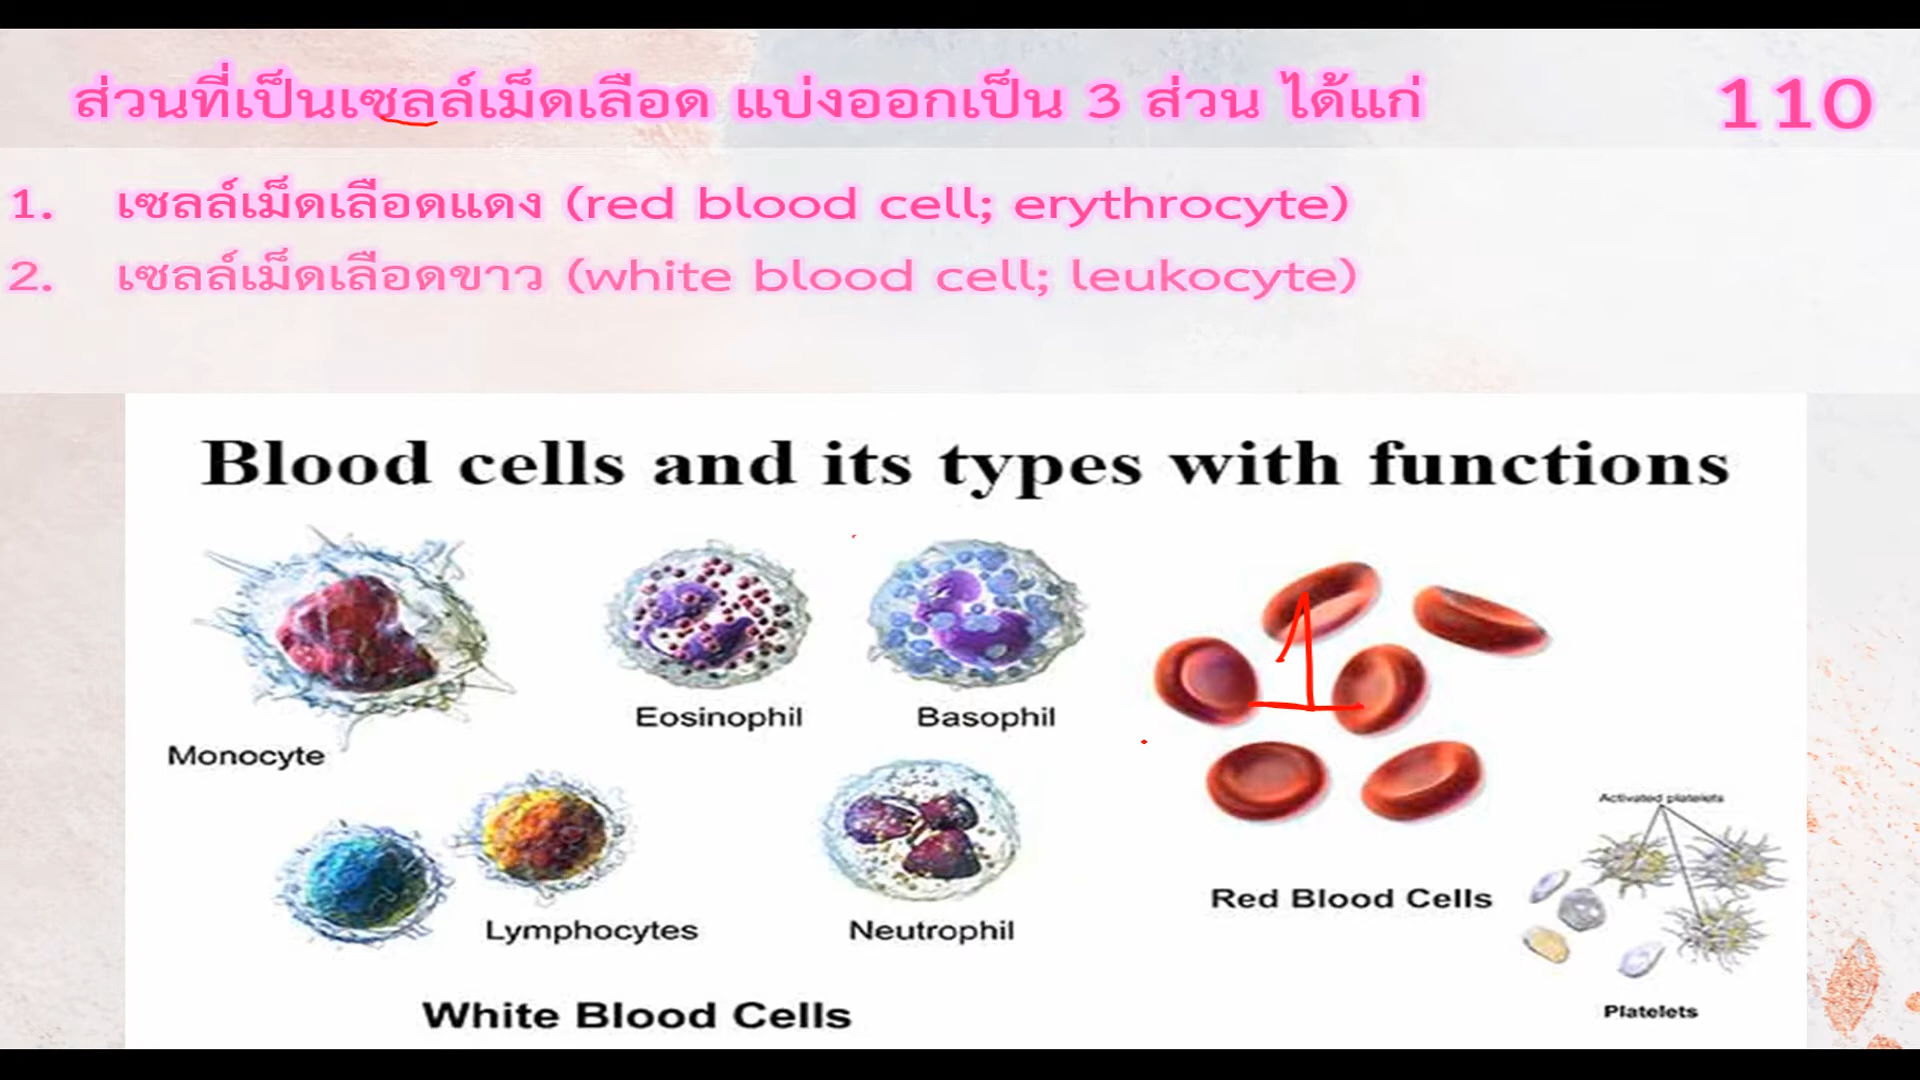 ส่วนที่เป็นเซลล์เม็ดเลือด แบ่งออกเป็น 3 ส่วน ได้แก่ 110
1. เซลล์เม็ดเลือดแดง (red blood cell; erythrocyte)
2. เซลล์เม็ดเลือดขาว (white blood cell; leukocyte)
Blood cells and its types with functions
1
Eosinophil
Basophil
Monocyte
Activated platelets
Red Blood Cells
Lymphocytes
Neutrophil
White Blood Cells
Platelets